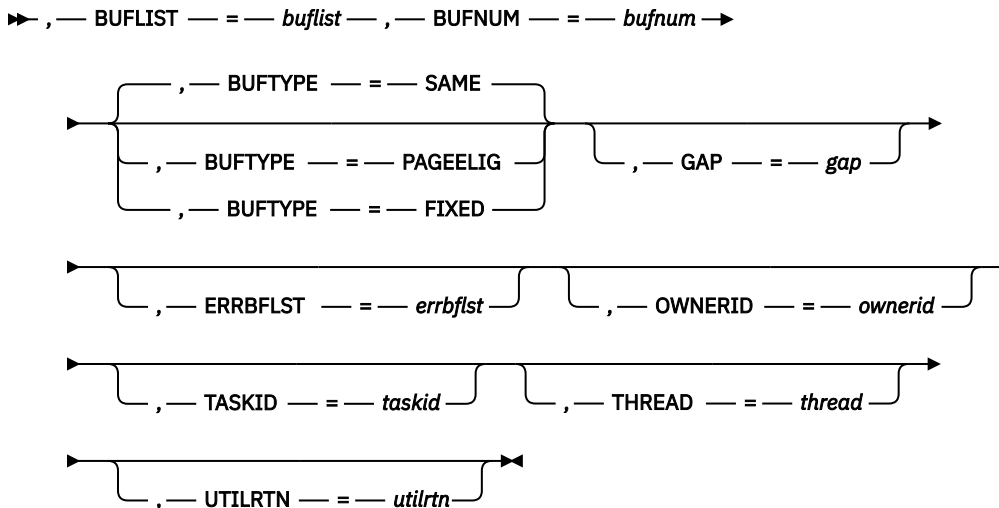 , BUFLIST = buflist , BUFNUM = bufnum
, BUFTYPE = SAME
, BUFTYPE = PAGEELIG
, GAP = gap
, BUFTYPE = FIXED
, ERRBFLST = errbflst , OWNERID = ownerid
, TASKID = taskid , THREAD = thread
, UTILRTN = utilrtn